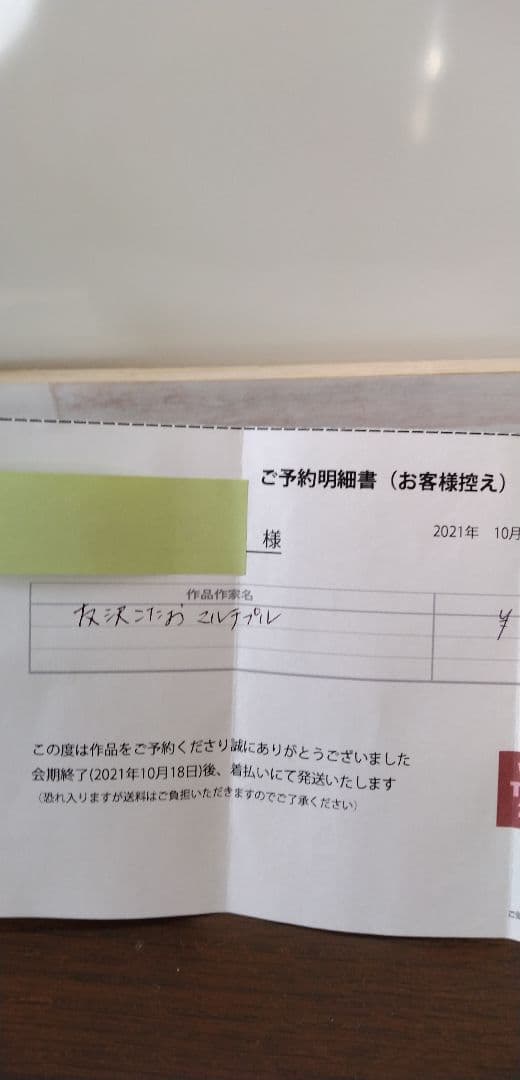 ご予約明細書（お客様控え）
様
2021年 10月
作品作家名
友沢こたお マルチプル ¥
この度は作品をご予約くださり誠にありがとうございました
会期終了(2021年10月18日)後、着払いにて発送いたします
（恐れ入りますが送料はご負担いただきますのでご了承ください）